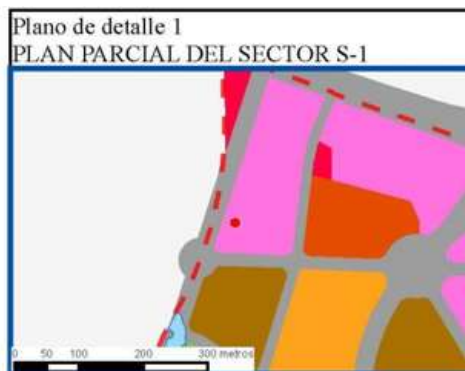 Plano de detalle 1
PLAN PARCIAL DEL SECTOR S-1
0 50 100 200 300 metros